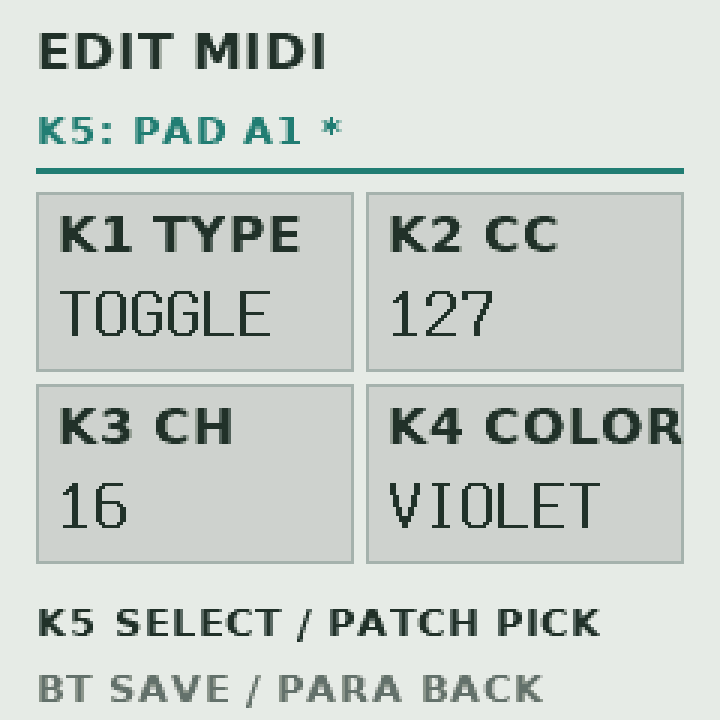 EDIT MIDI
K5: PAD A1 *
K1 TYPE
TOGGLE
K2 CC
127
K3 CH
16
K4 COLOR
VIOLET
K5 SELECT / PATCH PICK
BT SAVE / PARA BACK